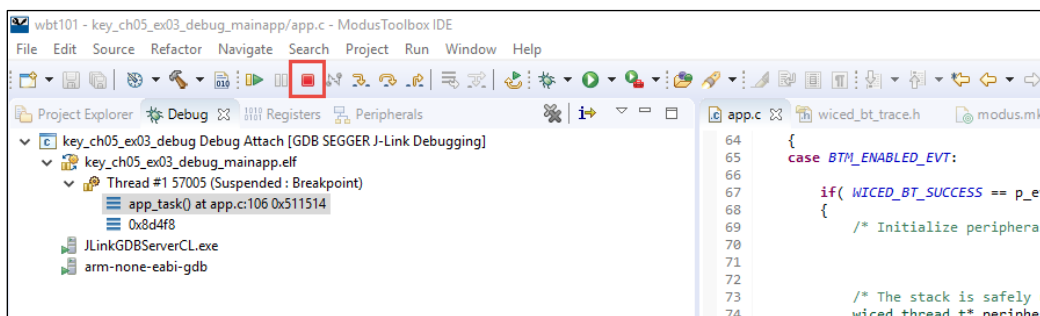 wbt101 - key_ch05_ex03_debug_mainapp/app.c - ModusToolbox IDE
File Edit Source Refactor Navigate Search Project Run Window Help
Project Explorer Debug Registers Peripherals
app.c wiced_bt_trace.h modus.mk
key_ch05_ex03_debug Debug Attach [GDB SEGGER J-Link Debugging]
key_ch05_ex03_debug_mainapp.elf
Thread #1 57005 (Suspended : Breakpoint)
app_task() at app.c:106 0x511514
0x8d4f8
JLinkGDBServerCL.exe
arm-none-eabi-gdb
64 {
65 case BTM_ENABLED_EVT:
66
67 if( WICED_BT_SUCCESS == p_e
68 {
69 /* Initialize periphera
70
71
72
73 /* The stack is safely
74 wiced_thread_t* periphe